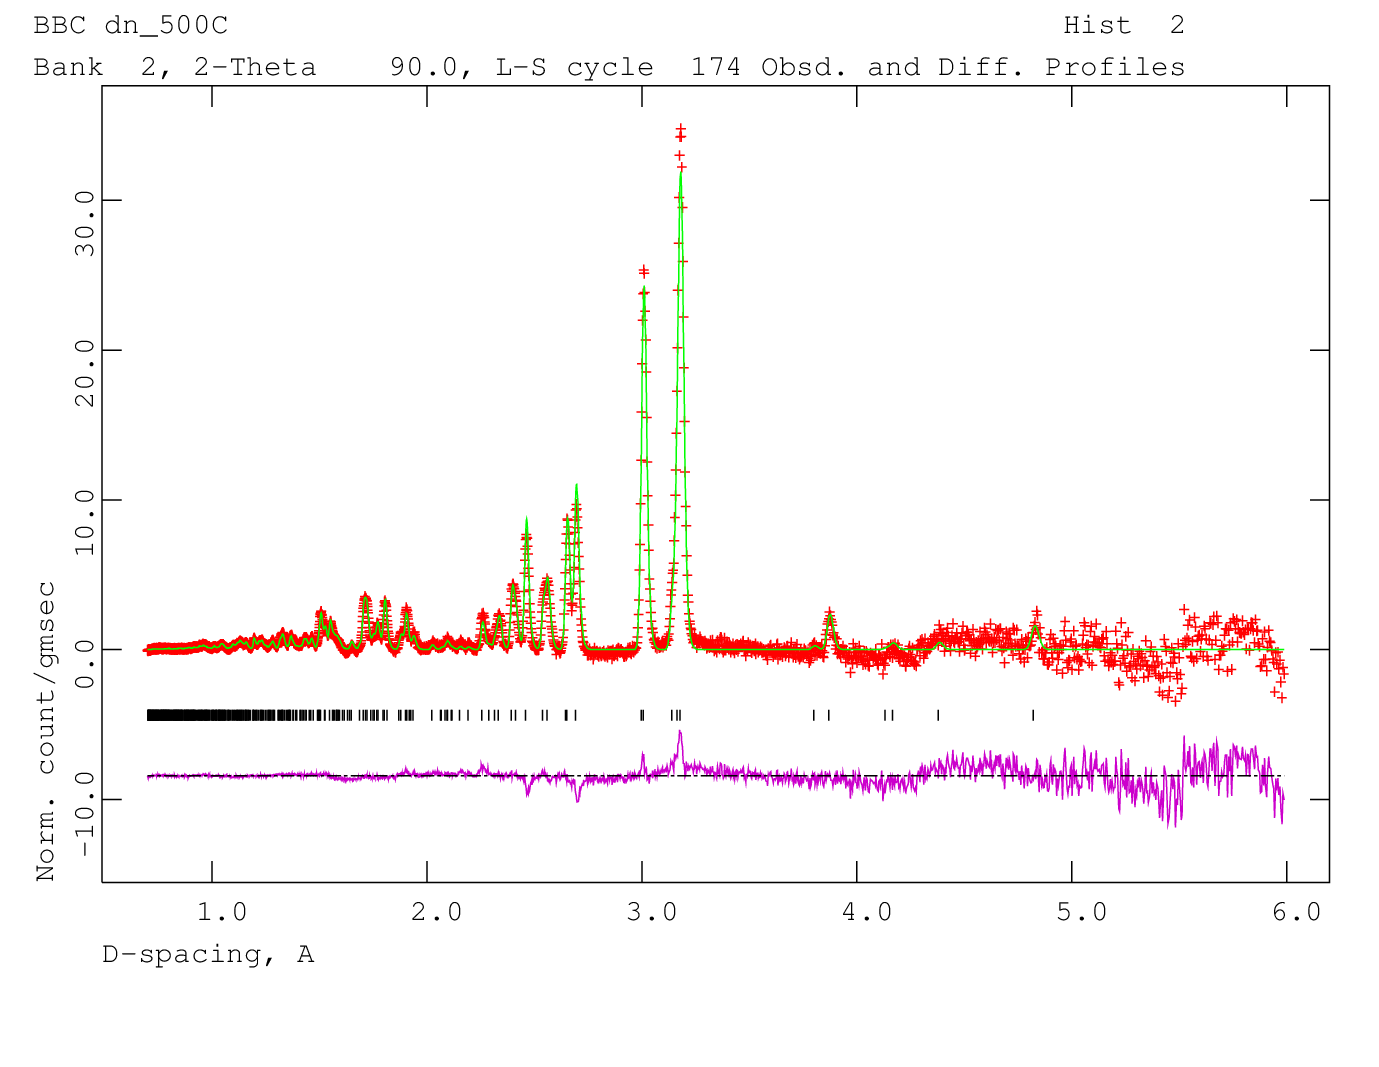 BBC dn_500C Hist 2
Bank 2, 2-Theta 90.0, L-S cycle 174 Obsd. and Diff. Profiles
Norm. count/gmsec
30.0
20.0
10.0
0.0
-10.0
1.0 2.0 3.0 4.0 5.0 6.0
D-spacing, A